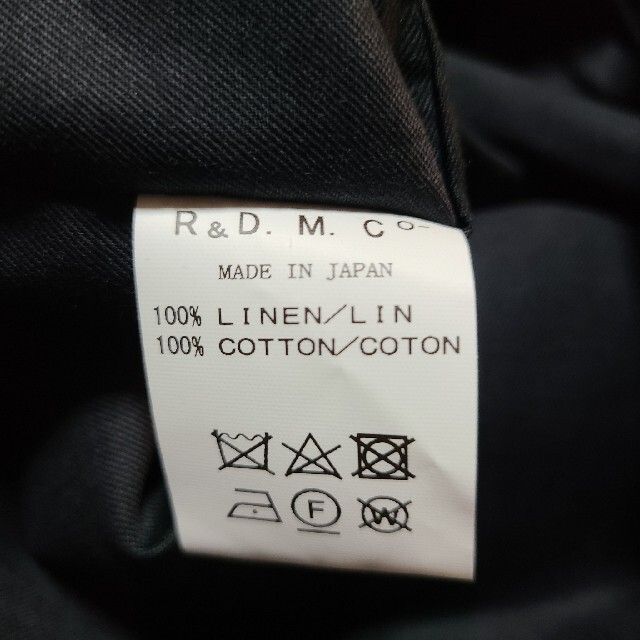 R & D. M. Co-
MADE IN JAPAN
100% LINEN/LIN
100% COTTON/COTON
F W